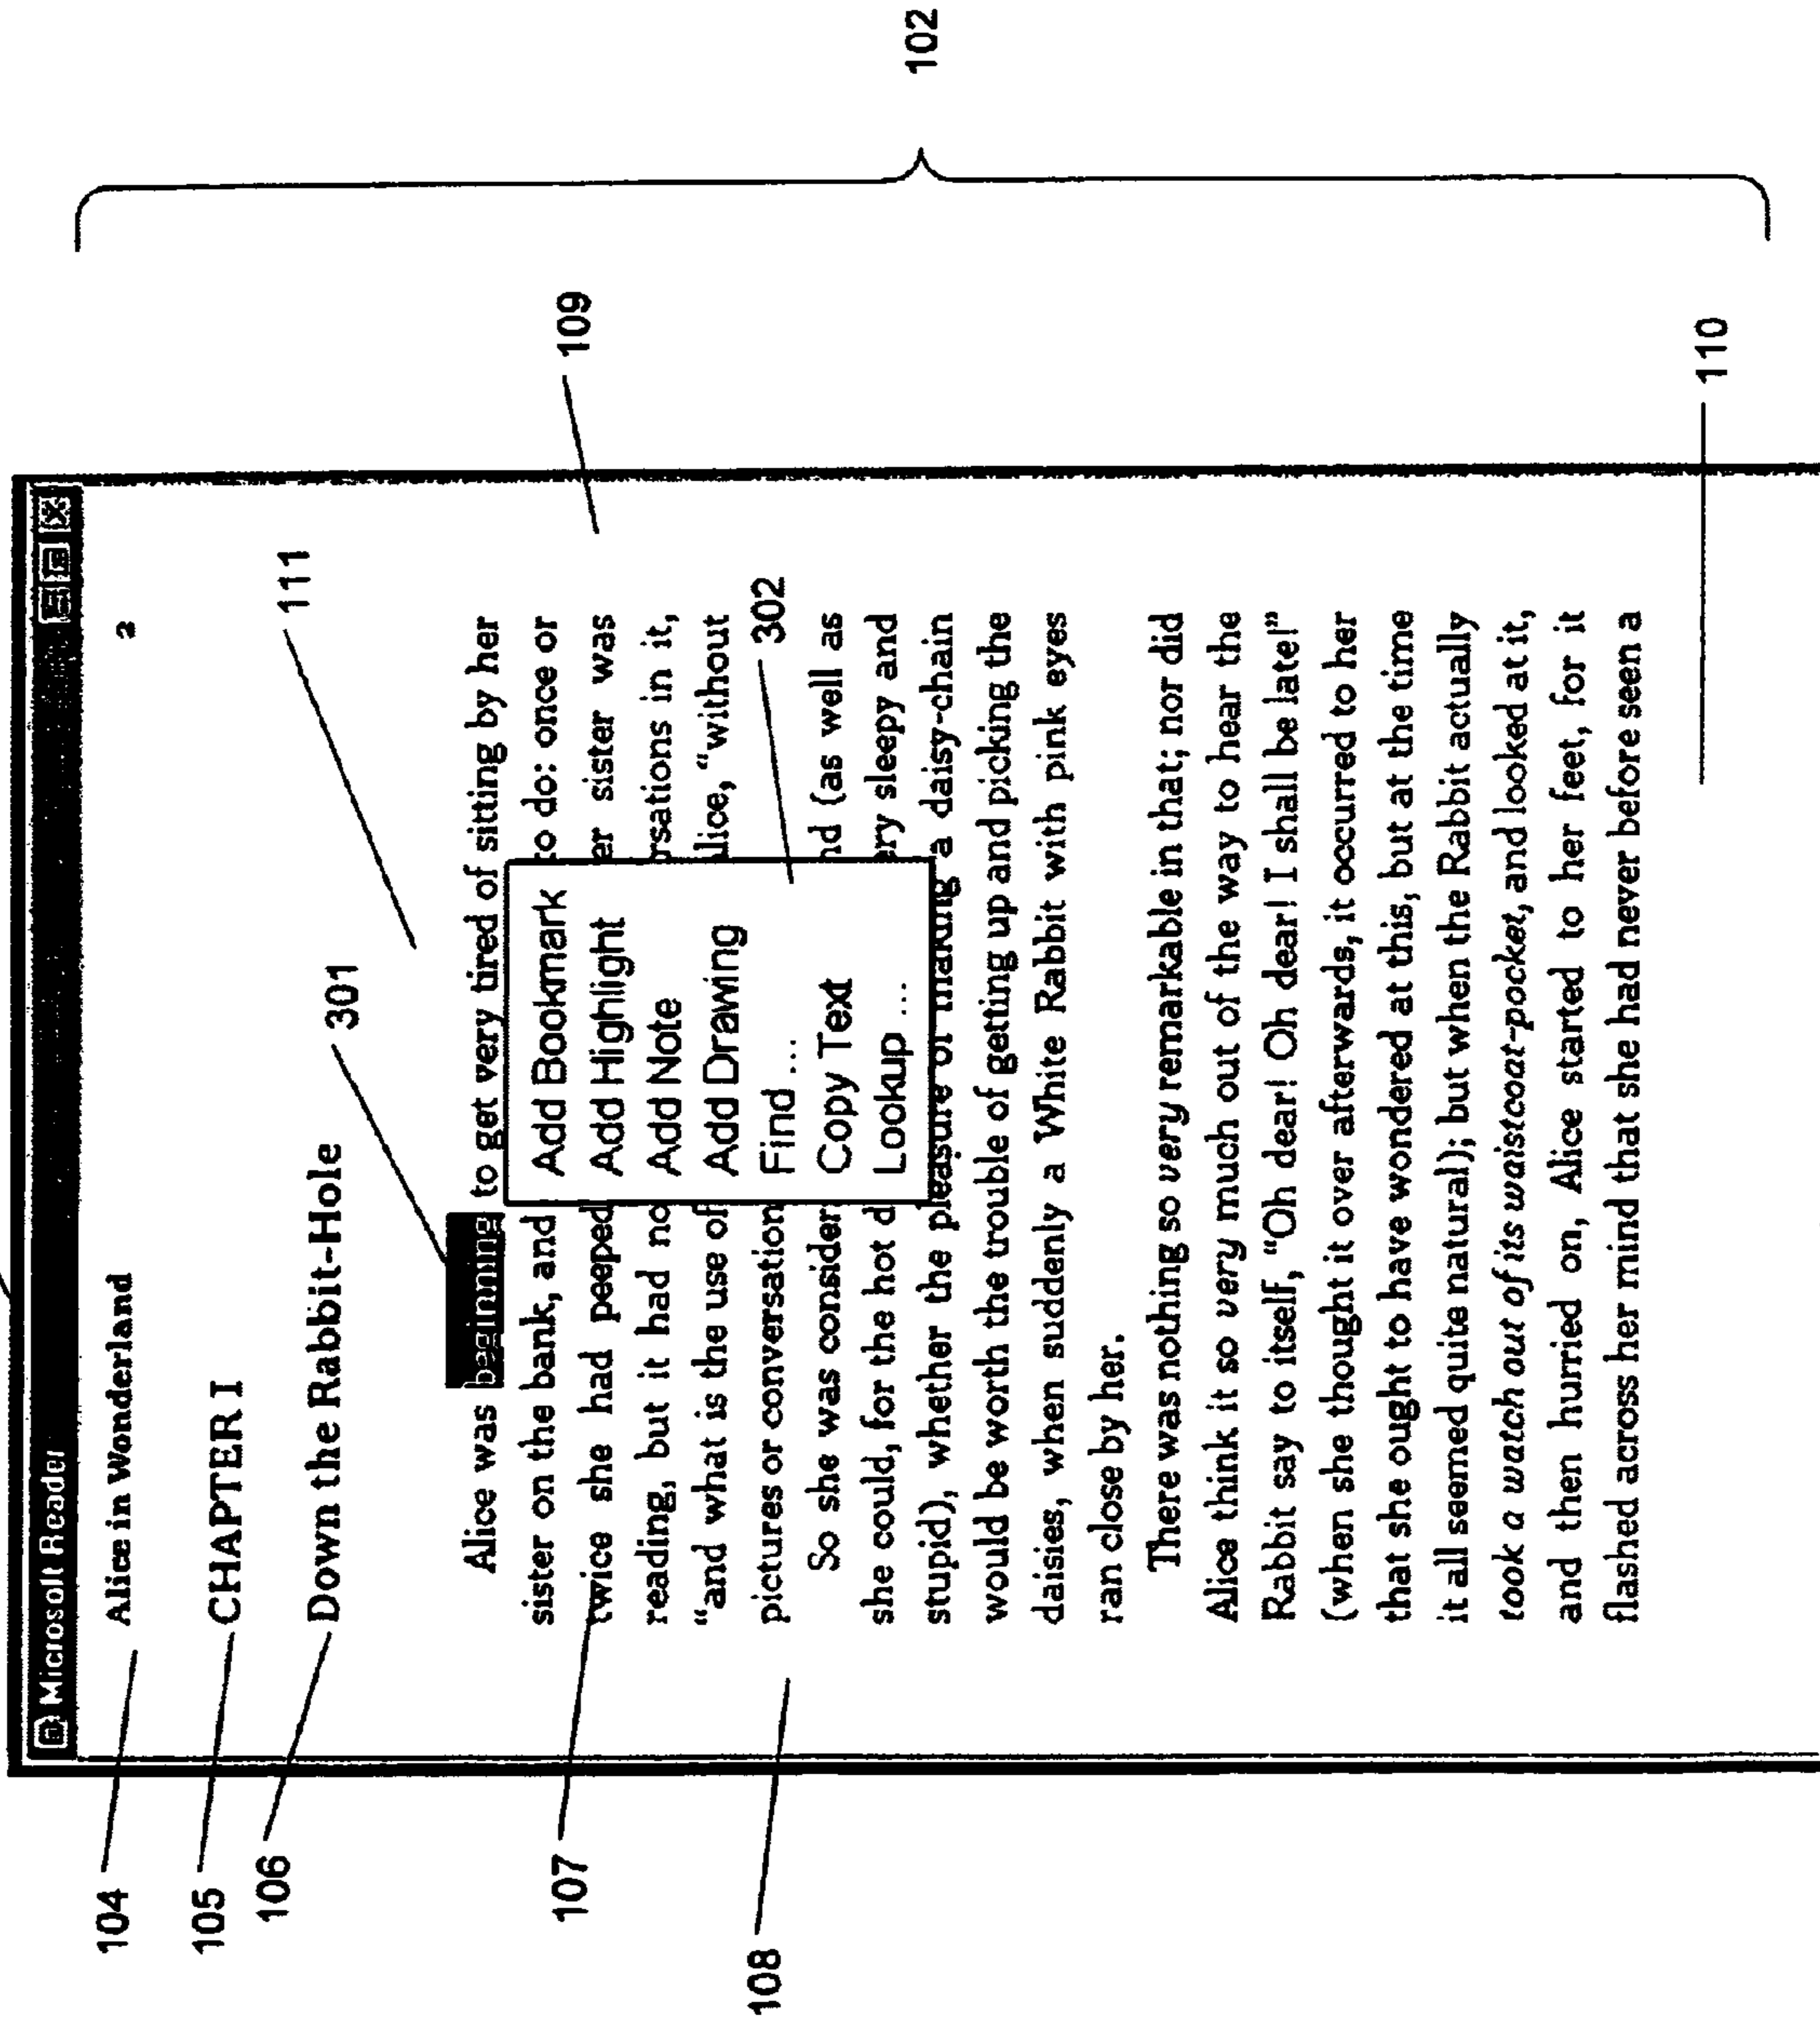 Microsoft Reader
104
Alice in Wonderland
2
105
CHAPTER I
106
Down the Rabbit-Hole
111
301
Alice was beginning to get very tired of sitting by her
sister on the bank, and to do: once or
107
twice she had peeped er sister was
109
reading, but it had no rsations in it,
"and what is the use of lice, "without
pictures or conversation
302
108
So she was consider nd (as well as
she could, for the hot d ery sleepy and
stupid), whether the pleasure of making a daisy-chain
would be worth the trouble of getting up and picking the
daisies, when suddenly a White Rabbit with pink eyes
ran close by her.
Add Bookmark
Add Highlight
Add Note
Add Drawing
Find ...
Copy Text
Lookup ...
102
There was nothing so very remarkable in that; nor did
Alice think it so very much out of the way to hear the
Rabbit say to itself, "Oh dear! Oh dear! I shall be late!"
(when she thought it over afterwards, it occurred to her
that she ought to have wondered at this, but at the time
it all seemed quite natural); but when the Rabbit actually
took a watch out of its waistcoat-pocket, and looked at it,
and then hurried on, Alice started to her feet, for it
flashed across her mind that she had never before seen a
110